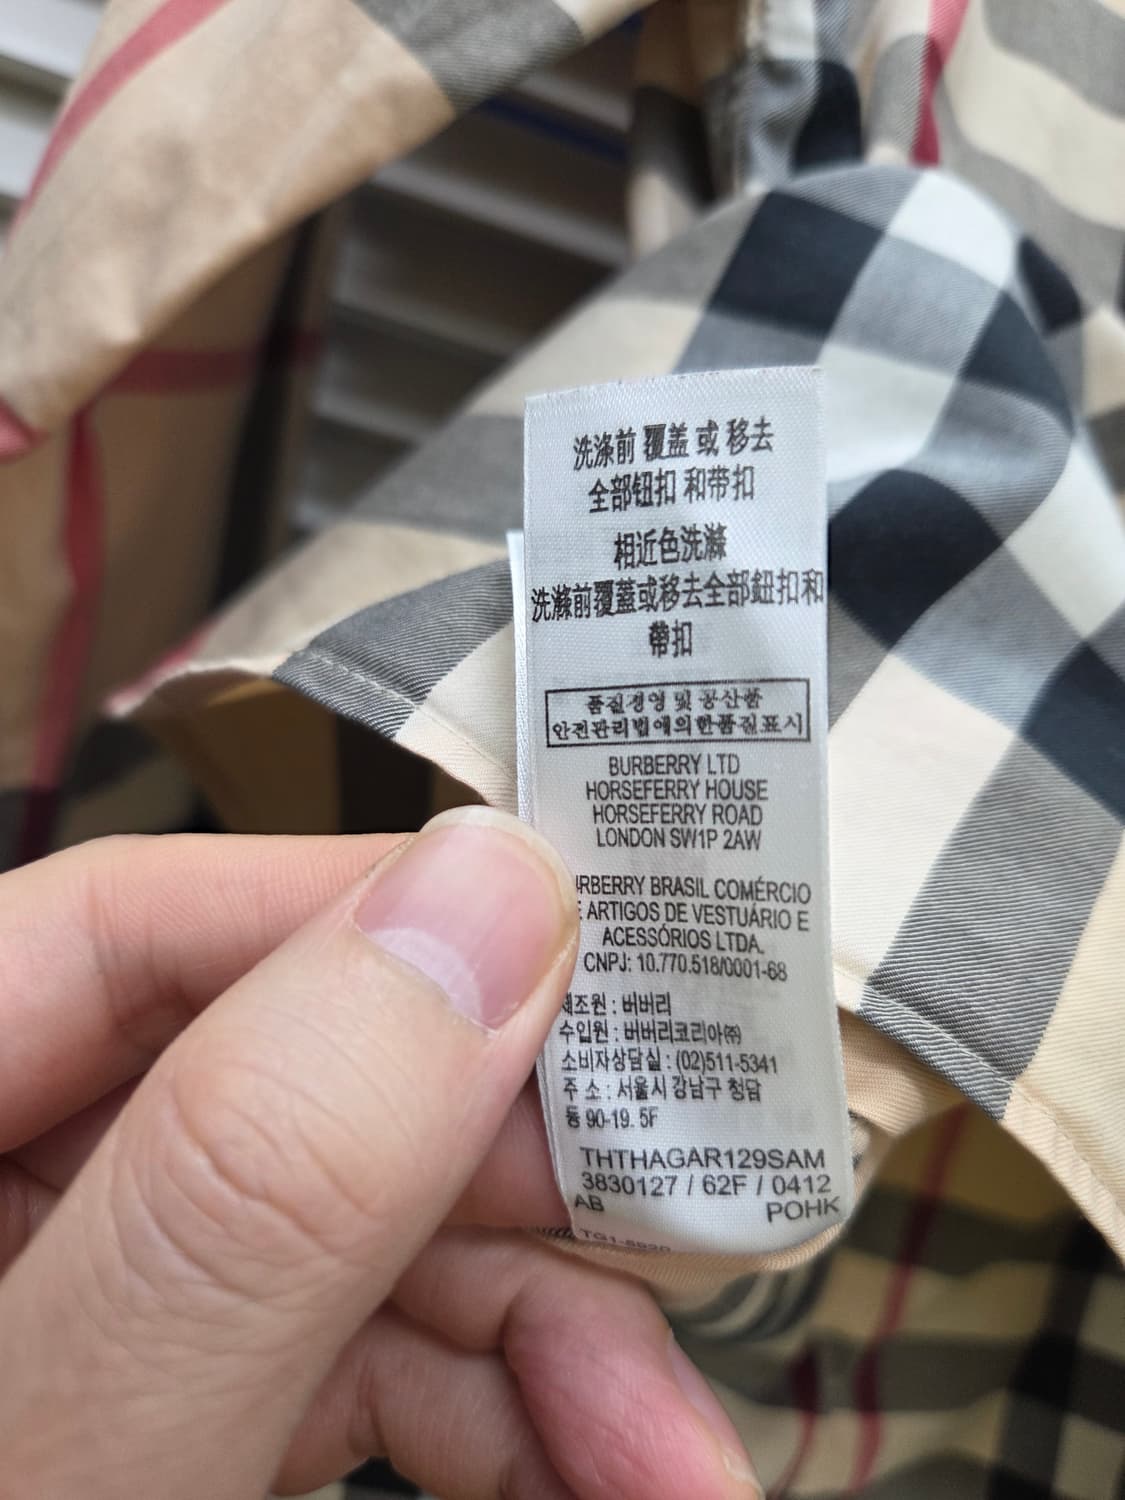 洗涤前 覆盖 或 移去
全部钮扣 和带扣
相近色洗滌
洗滌前覆蓋或移去全部鈕扣和
帶扣
품질경영 및 공산품
안전관리법에의한품질표시
BURBERRY LTD
HORSEFERRY HOUSE
HORSEFERRY ROAD
LONDON SW1P 2AW
RBERRY BRASIL COMÉRCIO
E ARTIGOS DE VESTUÁRIO E
ACESSÓRIOS LTDA.
CNPJ: 10.770.518/0001-68
제조원 : 버버리
수입원 : 버버리코리아㈜
소비자상담실 : (02)511-5341
주 소 : 서울시 강남구 청담
동 90-19. 5F
THTHAGAR129SAM
3830127 / 62F / 0412
AB POHK